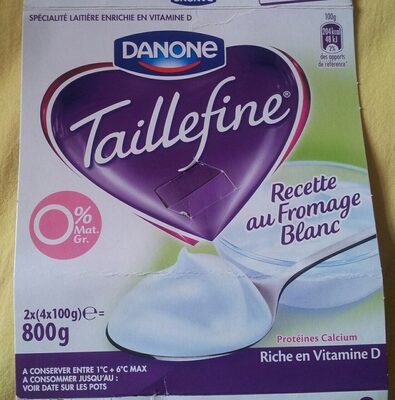 DANONE
SPÉCIALITÉ LAITIÈRE ENRICHIE EN VITAMINE D
100g
204 kcal
48 kJ
2%
des apports
de référence*
DANONE
Taillefine®
Recette
au Fromage
Blanc
0%
Mat.
Gr.
2x(4x100g)℮=
800g
Protéines Calcium
Riche en Vitamine D
A CONSERVER ENTRE 1°C + 6°C MAX
A CONSOMMER JUSQU'AU :
VOIR DATE SUR LES POTS